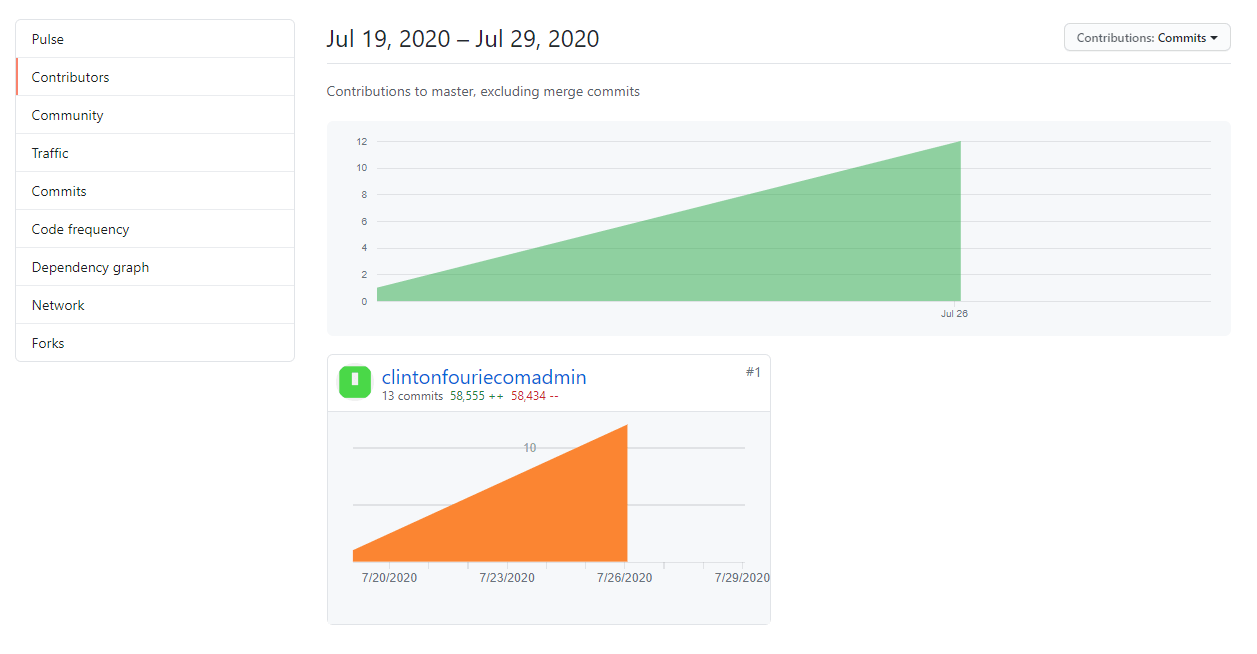 Pulse
Contributors
Community
Traffic
Commits
Code frequency
Dependency graph
Network
Forks
Jul 19, 2020 – Jul 29, 2020
Contributions: Commits
Contributions to master, excluding merge commits
12
10
8
6
4
2
0
Jul 26
clintonfouriecomadmin
#1
13 commits 58,555 ++ 58,434 --
10
7/20/2020 7/23/2020 7/26/2020 7/29/2020